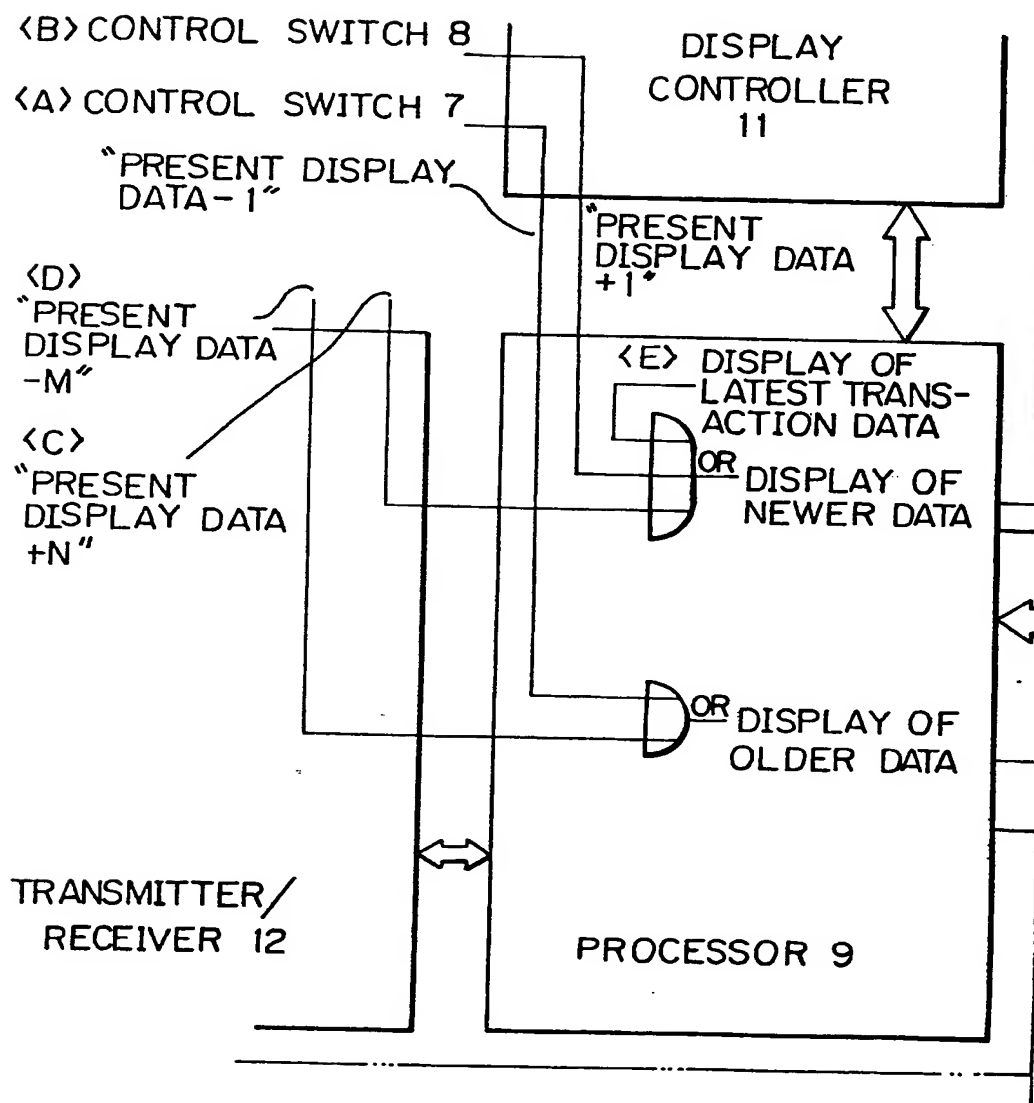 <B> CONTROL SWITCH 8
<A> CONTROL SWITCH 7
"PRESENT DISPLAY
DATA-1"
DISPLAY
CONTROLLER
11
"PRESENT
DISPLAY DATA
+1"
<D>
"PRESENT
DISPLAY DATA
-M"
<C>
"PRESENT
DISPLAY DATA
+N"
<E> DISPLAY OF
LATEST TRANS-
ACTION DATA
OR
DISPLAY OF
NEWER DATA
OR
DISPLAY OF
OLDER DATA
TRANSMITTER/
RECEIVER 12
PROCESSOR 9